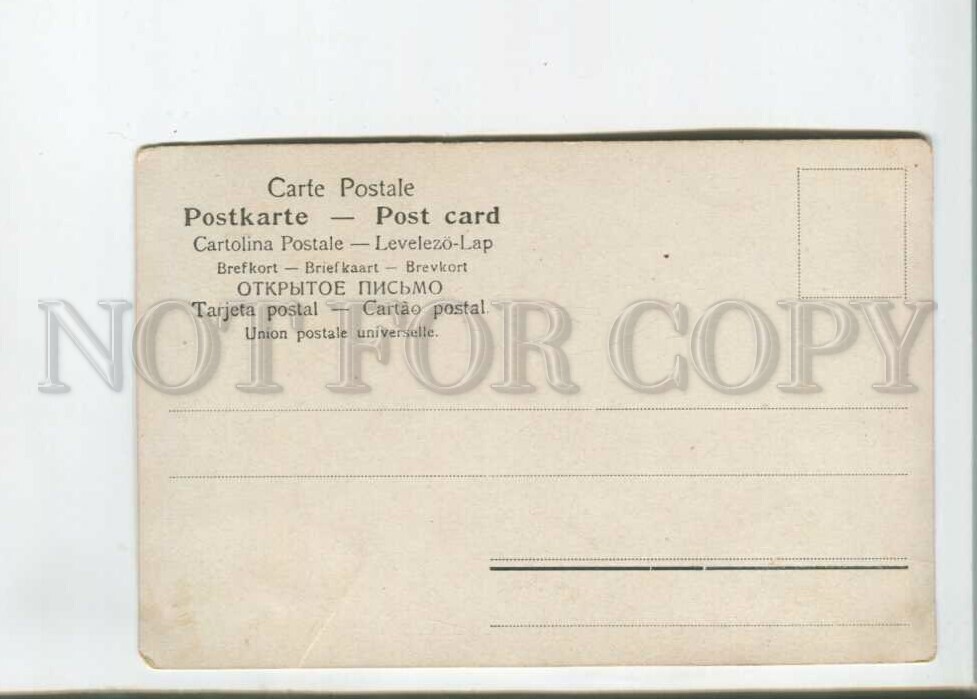 Carte Postale
Postkarte — Post card
Cartolina Postale — Levelezö-Lap
Brefkort — Briefkaart — Brevkort
ОТКРЫТОЕ ПИСЬМО
Tarjeta postal — Cartão postal.
Union postale universelle.
NOT FOR COPY